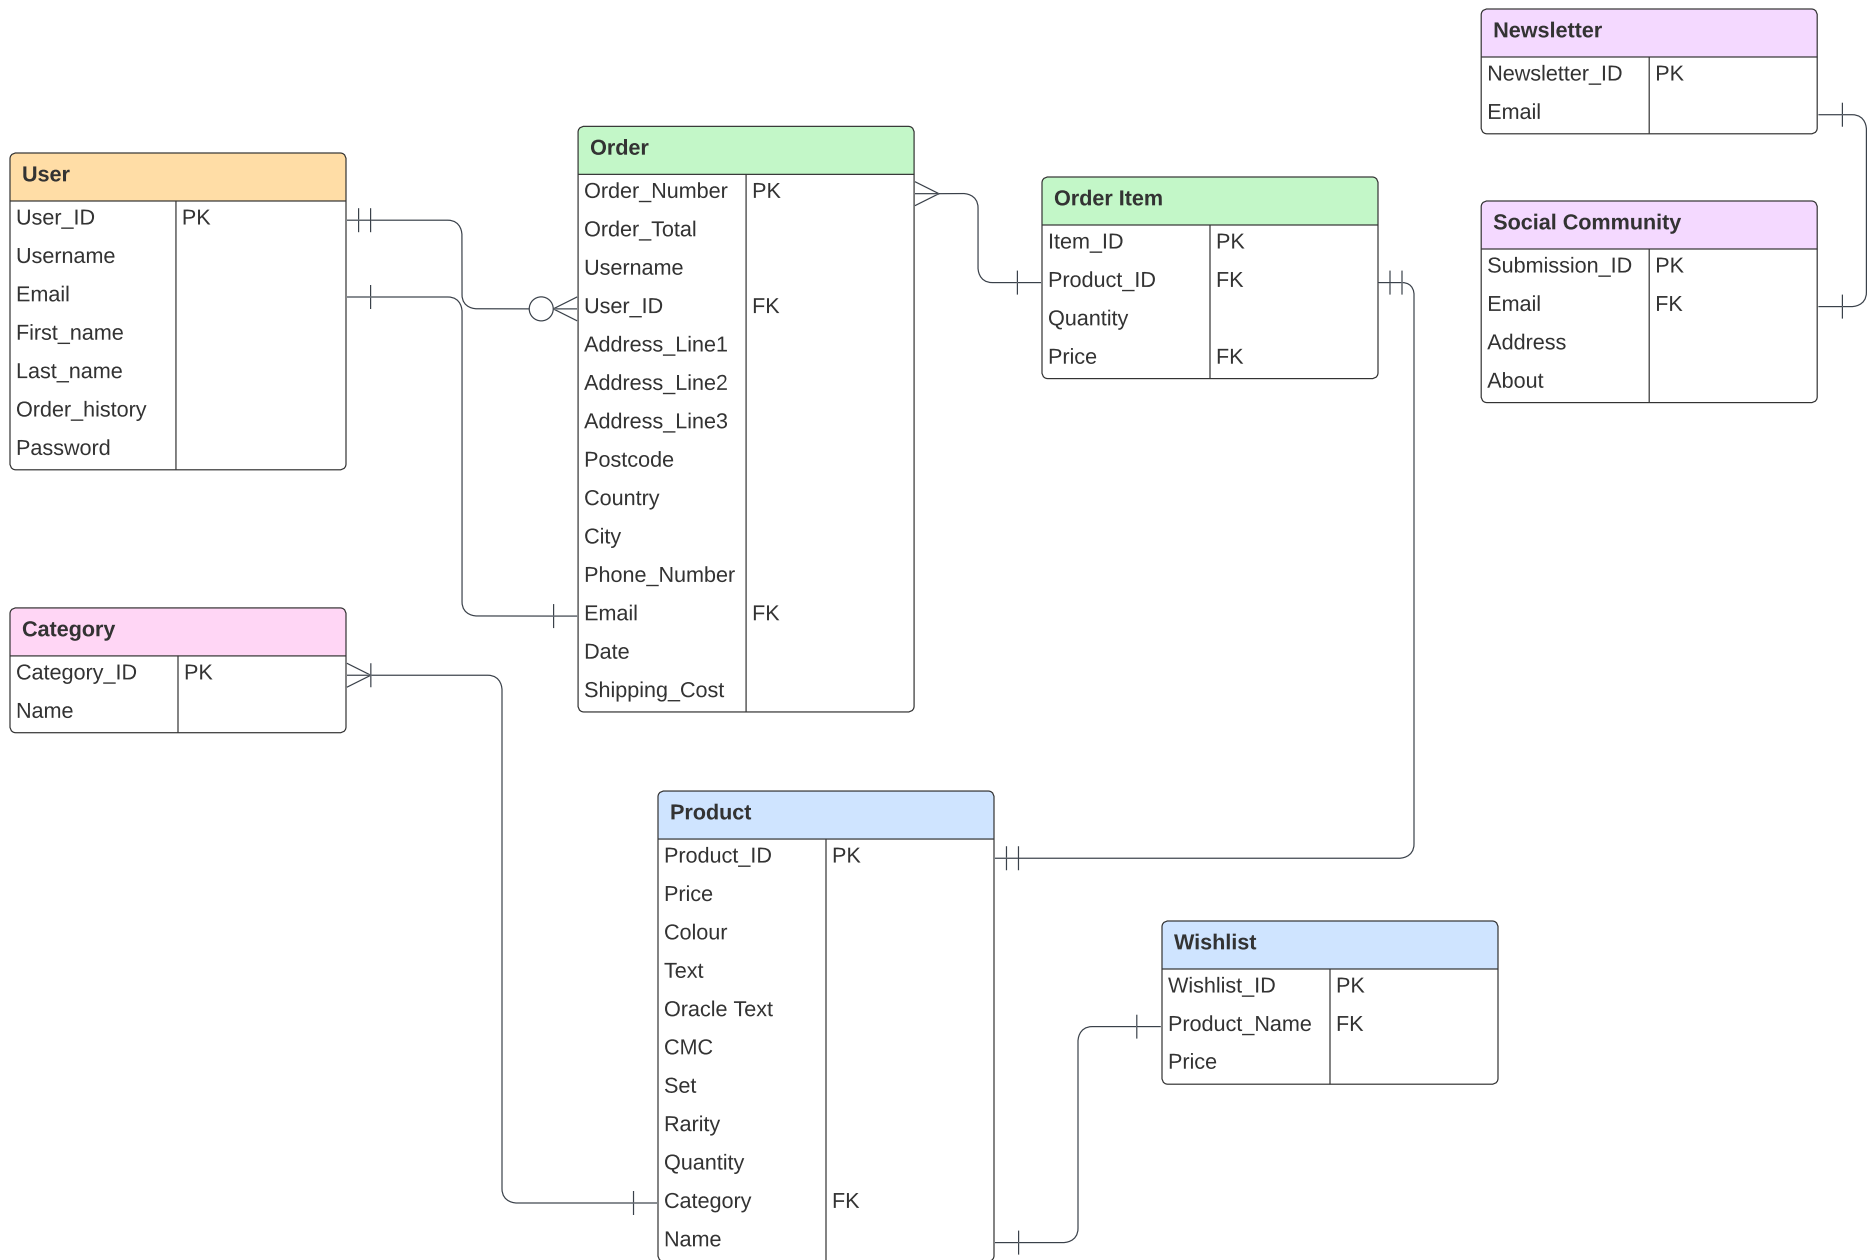 Newsletter
Newsletter_ID PK
Email
Social Community
Submission_ID PK
Email FK
Address
About
User
User_ID PK
Username
Email
First_name
Last_name
Order_history
Password
Order
Order_Number PK
Order_Total
Username
User_ID FK
Address_Line1
Address_Line2
Address_Line3
Postcode
Country
City
Phone_Number
Email FK
Date
Shipping_Cost
Order Item
Item_ID PK
Product_ID FK
Quantity
Price FK
Category
Category_ID PK
Name
Product
Product_ID PK
Price
Colour
Text
Oracle Text
CMC
Set
Rarity
Quantity
Category FK
Name
Wishlist
Wishlist_ID PK
Product_Name FK
Price